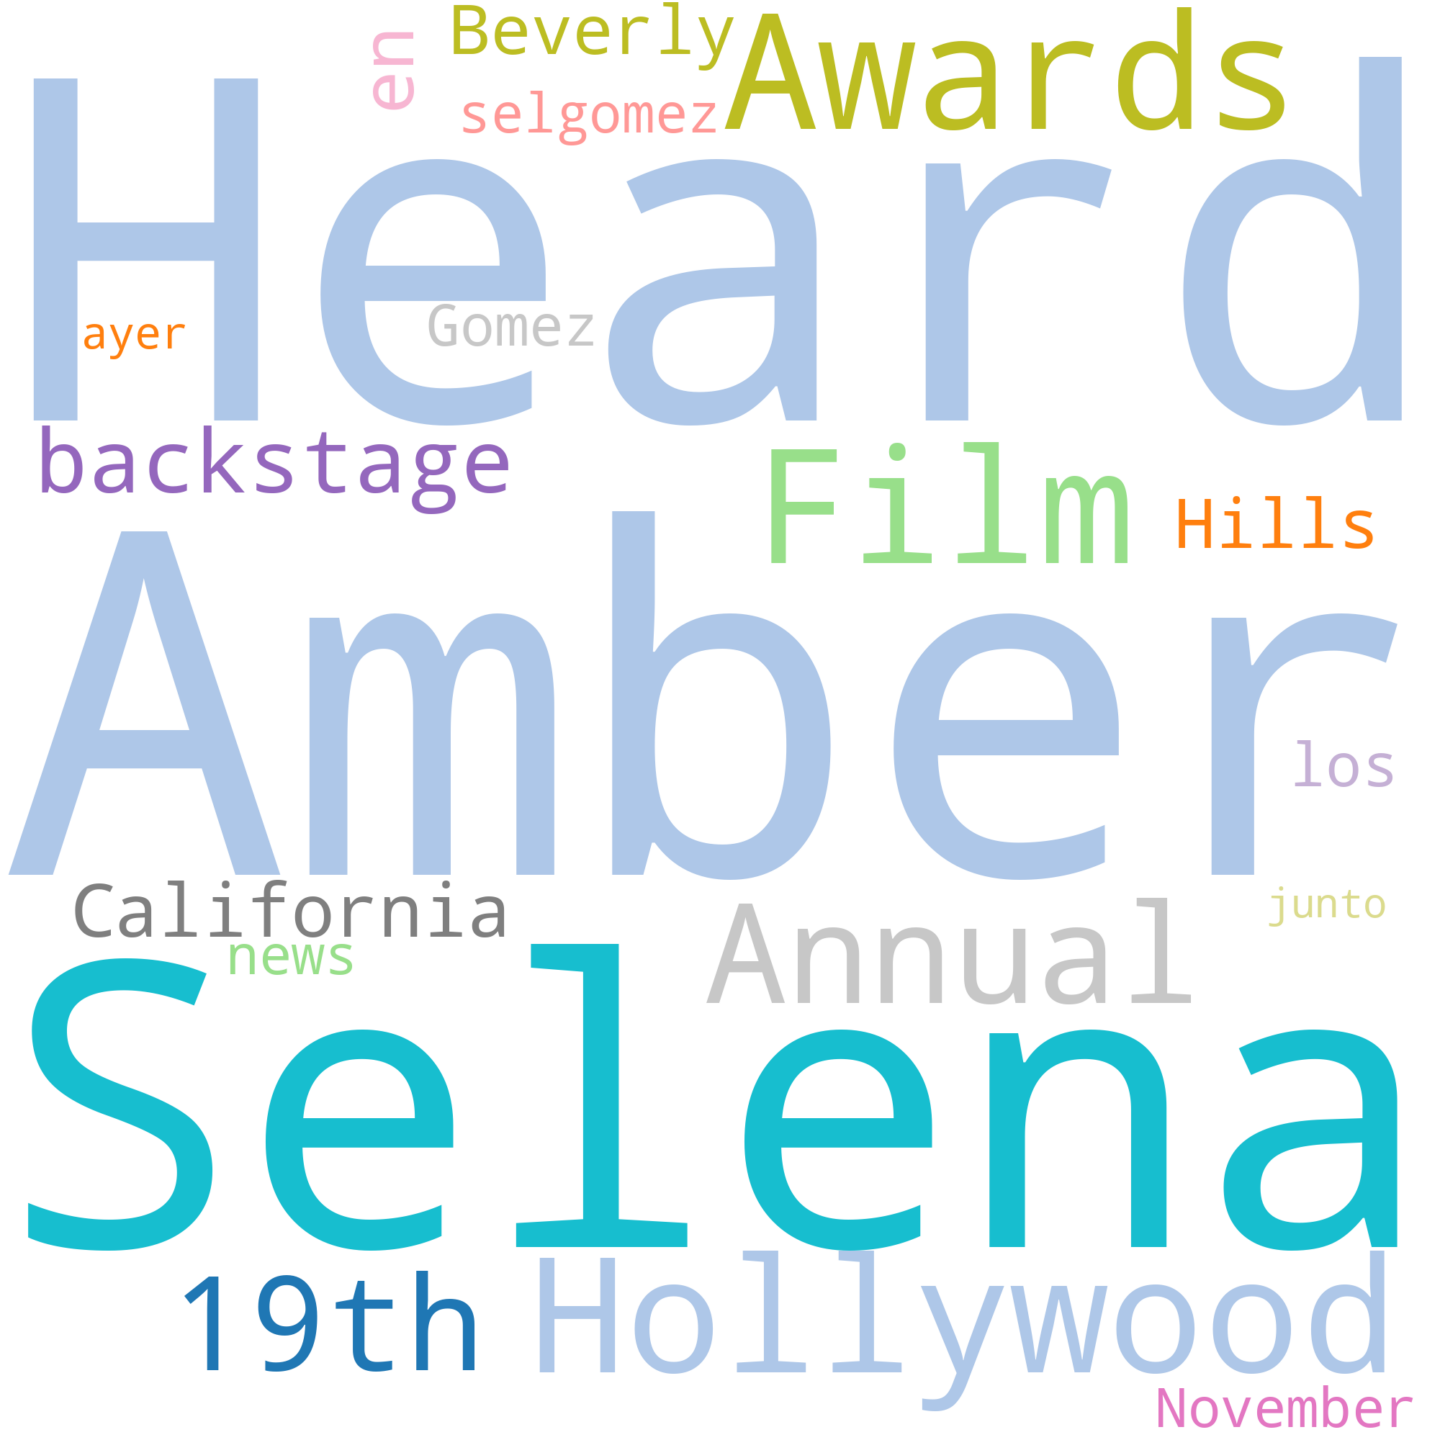 Beverly
Awards
en
selgomez
Heard
ayer
Gomez
backstage
Film
Hills
Amber
los
California
junto
news
Annual
Selena
19th
Hollywood
November